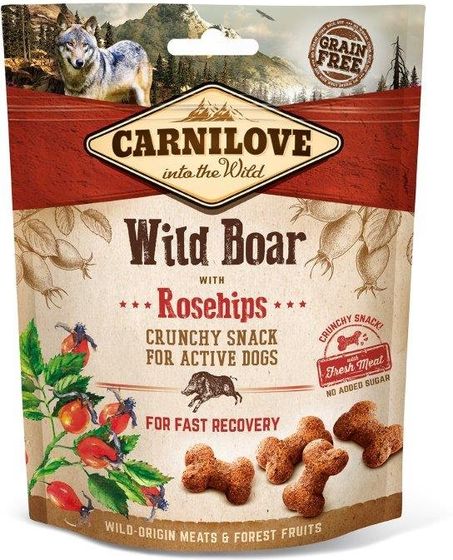 GRAIN
FREE
CARNILOVE
into the Wild
Wild Boar
WITH
Rosehips
CRUNCHY SNACK
FOR ACTIVE DOGS
CRUNCHY SNACK!
with
Fresh Meat
NO ADDED SUGAR
FOR FAST RECOVERY
WILD-ORIGIN MEATS & FOREST FRUITS